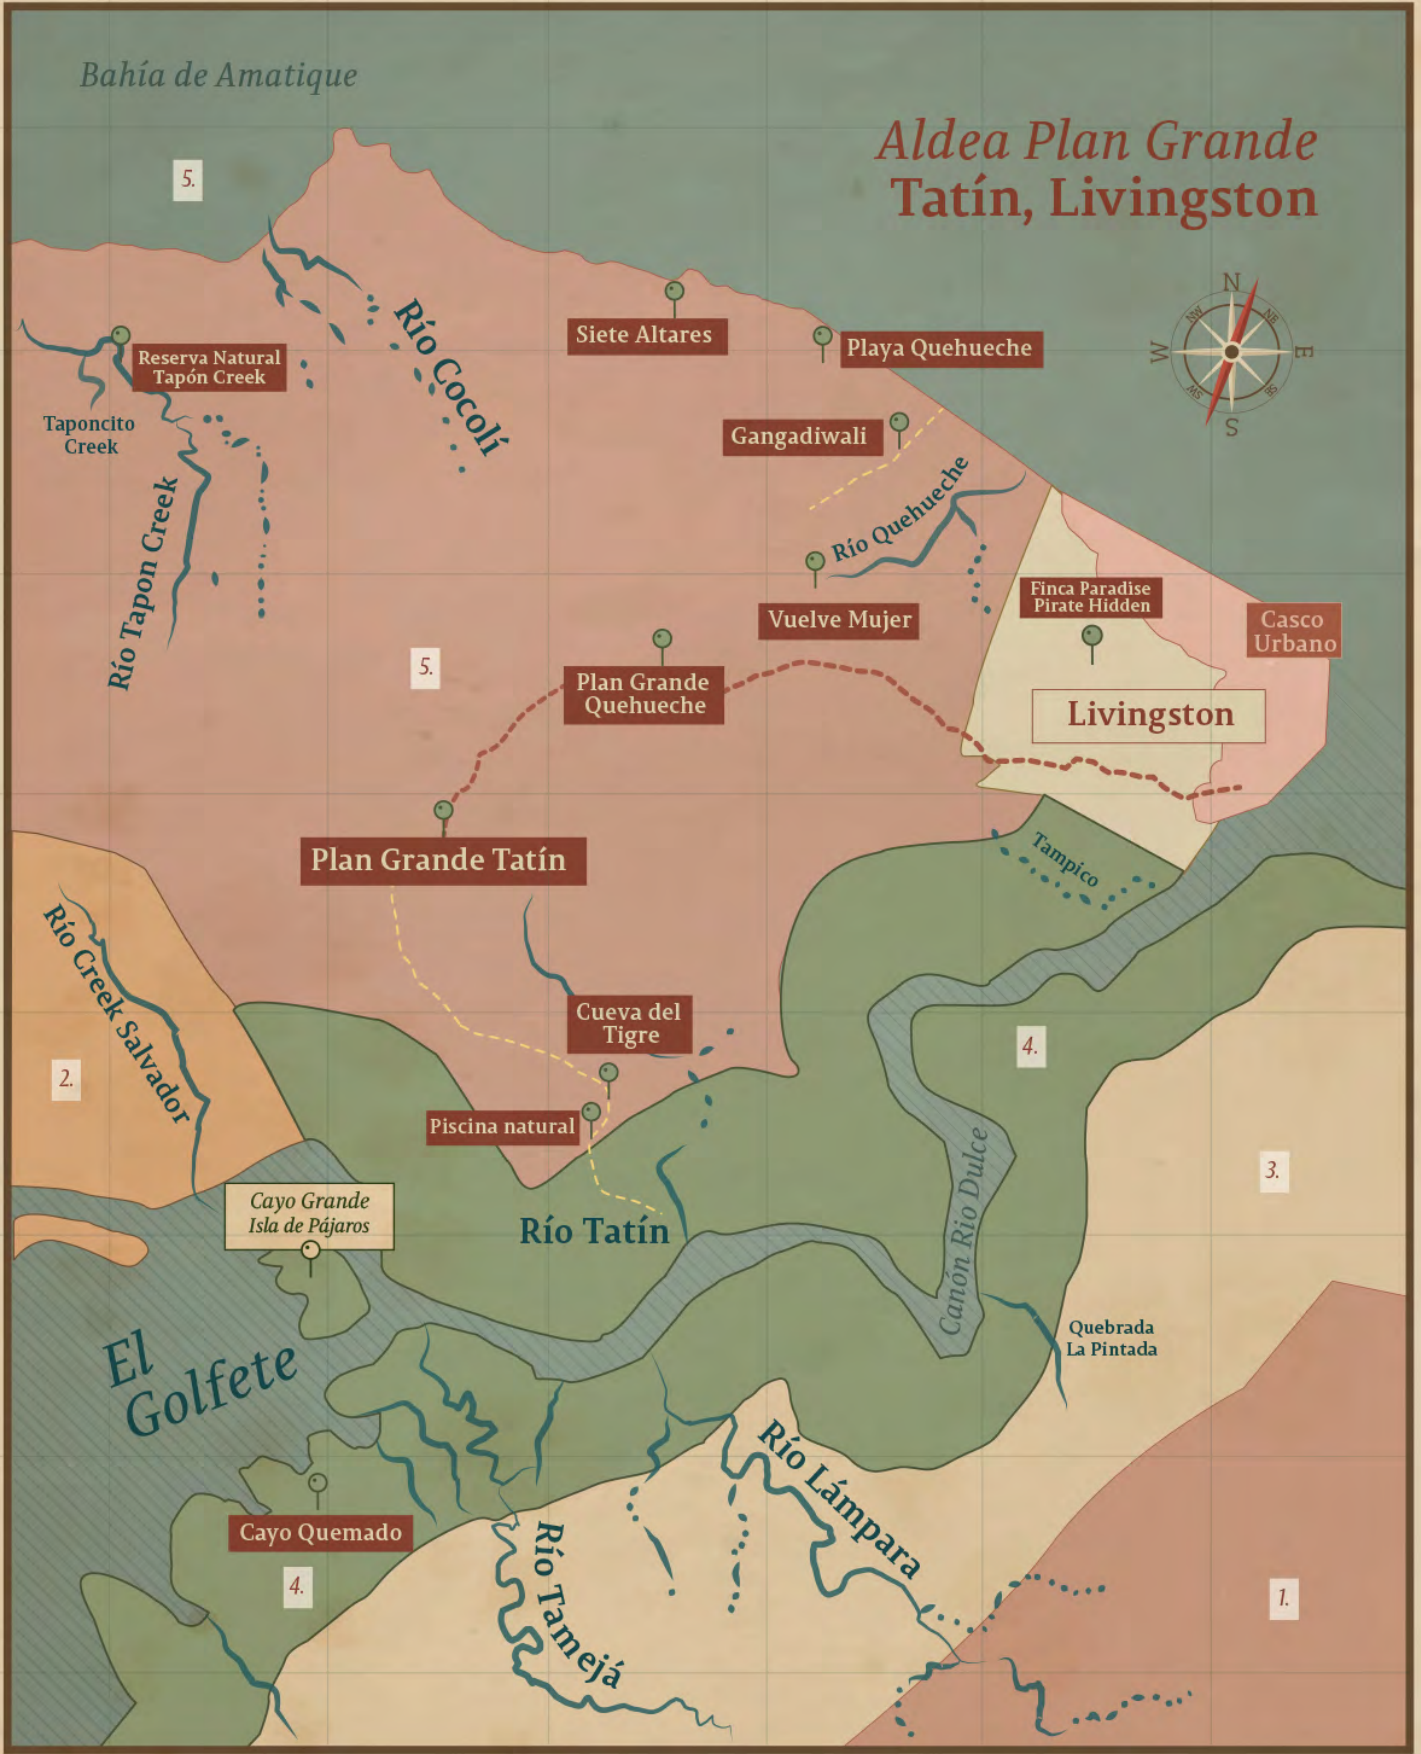 Bahía de Amatique
Aldea Plan Grande
Tatín, Livingston
5.
N
NW
NE
W
E
SW
SE
S
Siete Altares
Playa Quehueche
Río Cocolí
Reserva Natural
Tapón Creek
Taponcito
Creek
Gangadiwali
Río Quehueche
Río Tapon Creek
Vuelve Mujer
Finca Paradise
Pirate Hidden
Casco
Urbano
5.
Plan Grande
Quehueche
Livingston
Plan Grande Tatín
Tampico
Río Creek Salvador
Cueva del
Tigre
4.
2.
Piscina natural
3.
Cayo Grande
Isla de Pájaros
Río Tatín
Canón Rio Dulce
Quebrada
La Pintada
El
Golfete
Río Lámpara
Cayo Quemado
Río Tamejá
4.
1.